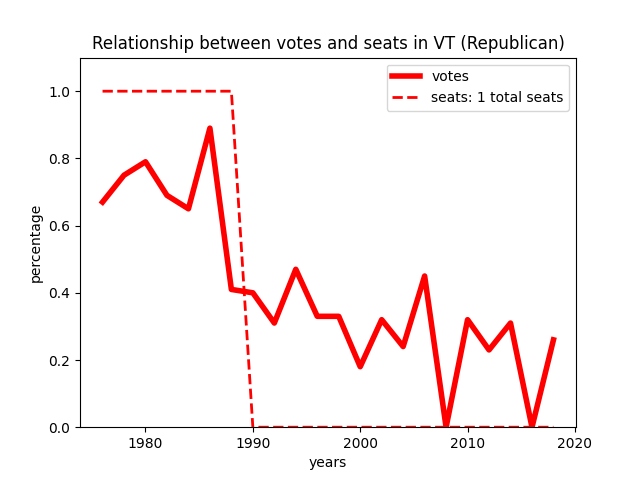 Relationship between votes and seats in VT (Republican)
votes
seats: 1 total seats
percentage
1.0
0.8
0.6
0.4
0.2
0.0
1980 1990 2000 2010 2020
years